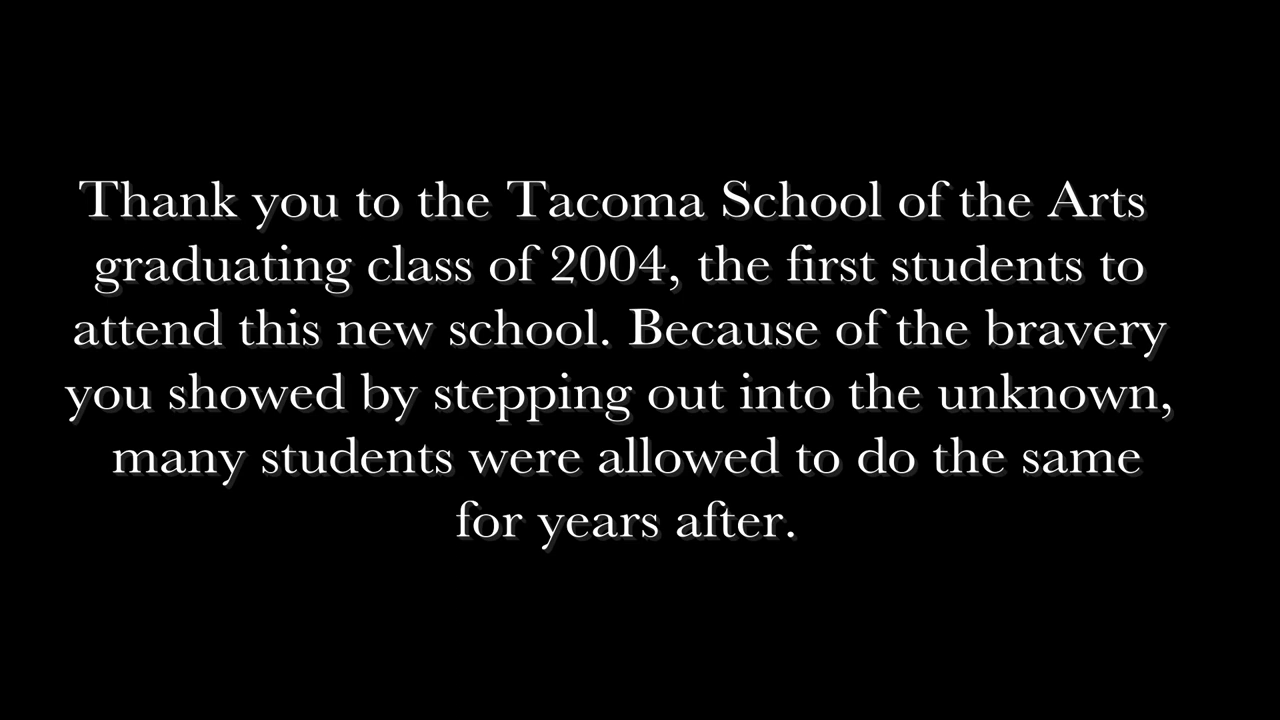 Thank you to the Tacoma School of the Arts
graduating class of 2004, the first students to
attend this new school. Because of the bravery
you showed by stepping out into the unknown,
many students were allowed to do the same
for years after.